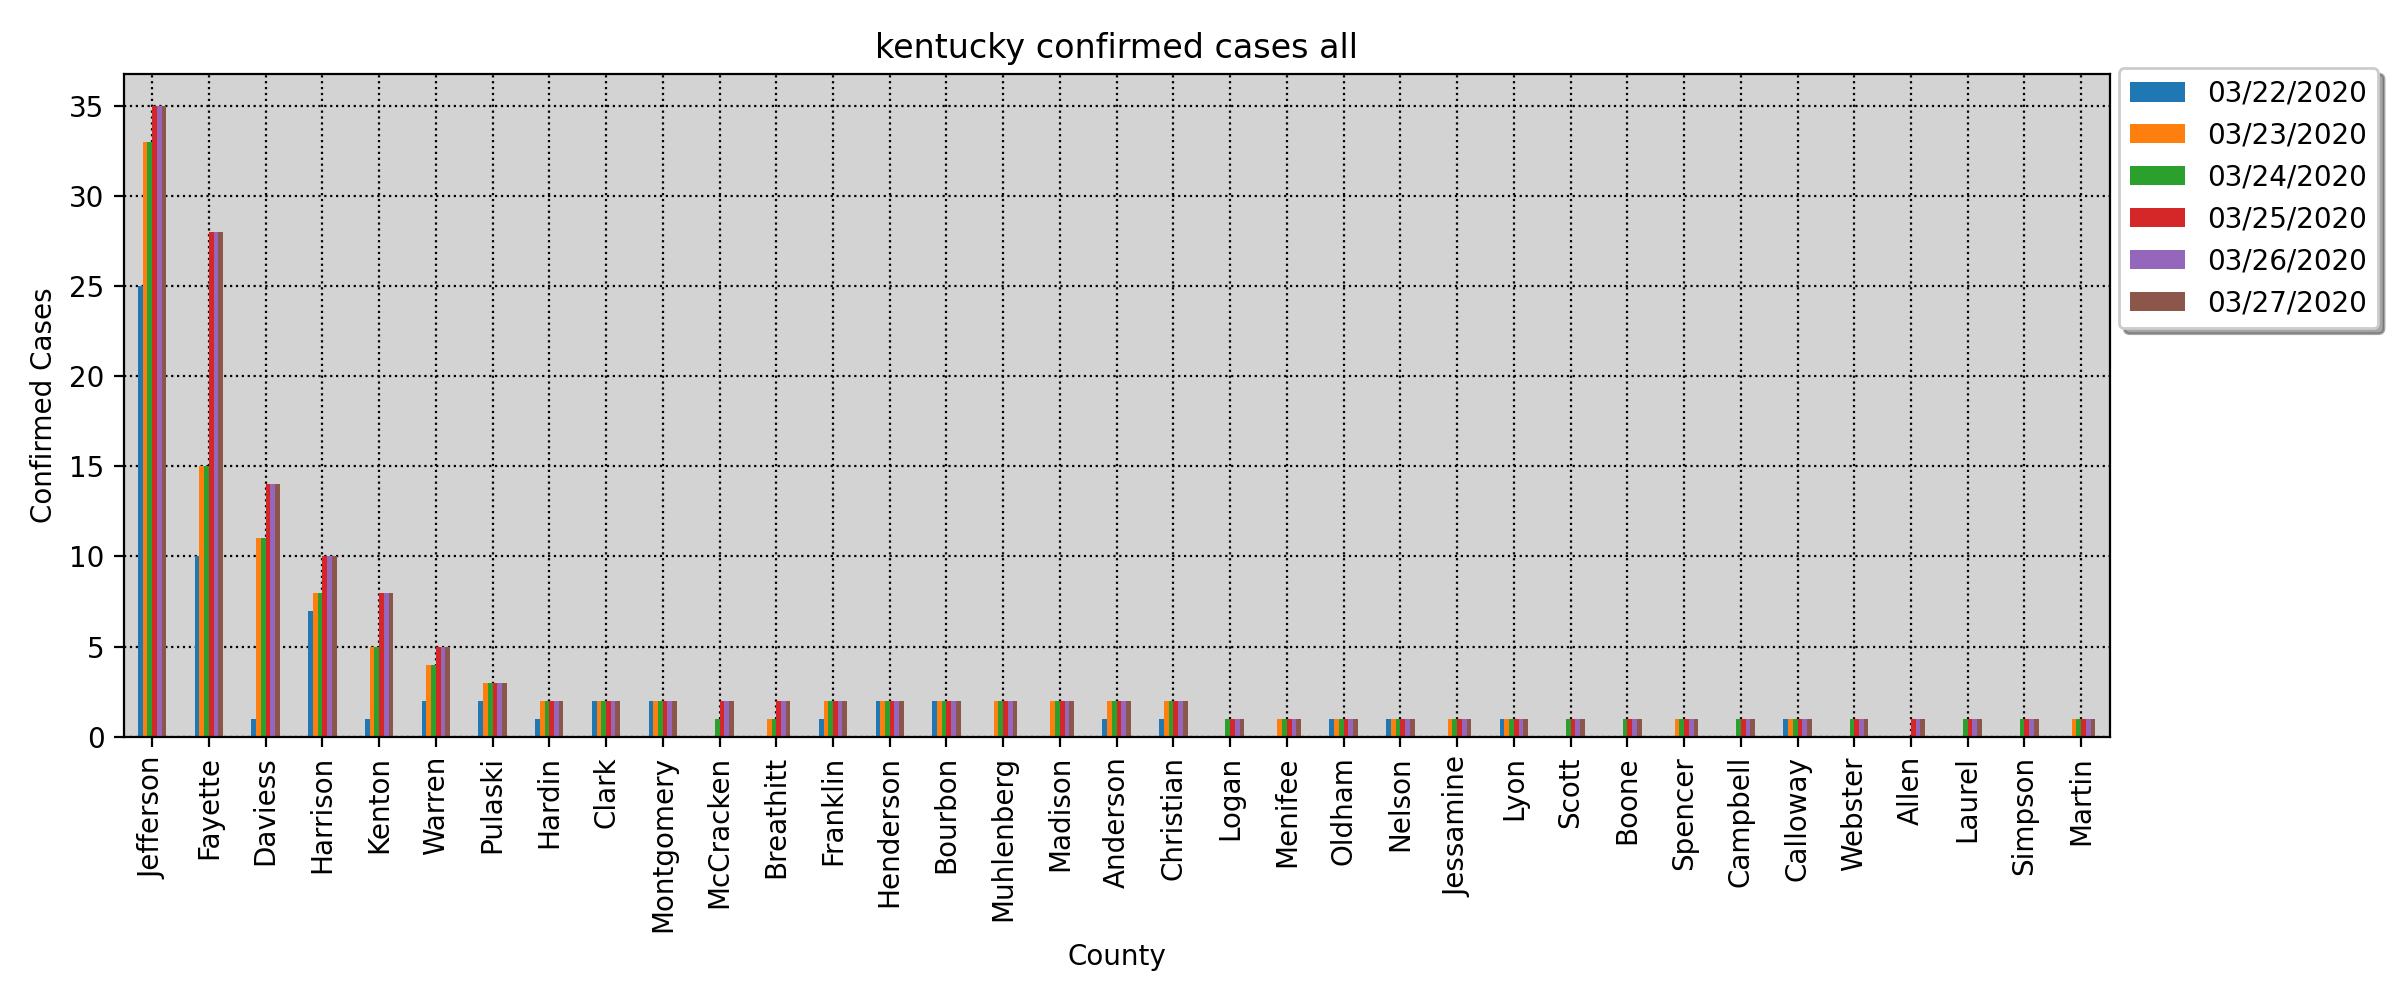 kentucky confirmed cases all
03/22/2020
03/23/2020
03/24/2020
03/25/2020
03/26/2020
03/27/2020
Confirmed Cases
35
30
25
20
15
10
5
0
Jefferson
Fayette
Daviess
Harrison
Kenton
Warren
Pulaski
Hardin
Clark
Montgomery
McCracken
Breathitt
Franklin
Henderson
Bourbon
Muhlenberg
Madison
Anderson
Christian
Logan
Menifee
Oldham
Nelson
Jessamine
Lyon
Scott
Boone
Spencer
Campbell
Calloway
Webster
Allen
Laurel
Simpson
Martin
County